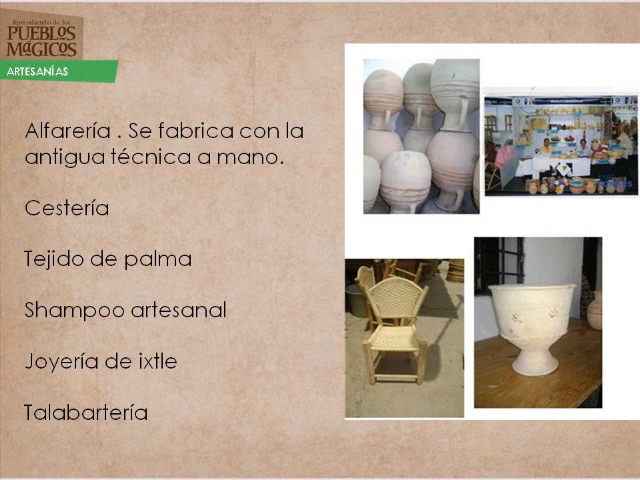 Aprendiendo de los
PUEBLOS
MÁGICOS
ARTESANÍAS
Alfarería . Se fabrica con la
antigua técnica a mano.
Cestería
Tejido de palma
Shampoo artesanal
Joyería de ixtle
Talabartería